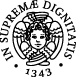 IN SUPREMÆ DIGNITATIS
· 1343 ·